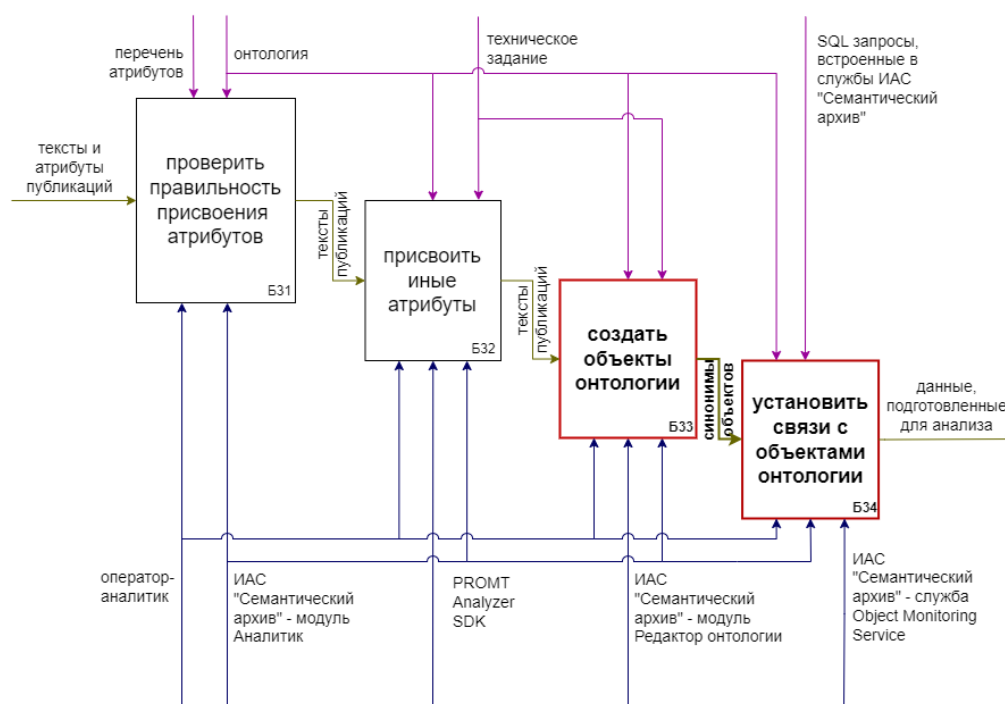 перечень
атрибутов
онтология
техническое
задание
SQL запросы,
встроенные в
службы ИАС
"Семантический
архив"
тексты и
атрибуты
публикаций
проверить
правильность
присвоения
атрибутов
Б31
тексты
публикаций
присвоить
иные
атрибуты
Б32
тексты
публикаций
создать
объекты
онтологии
Б33
синонимы
объектов
установить
связи с
объектами
онтологии
Б34
данные,
подготовленные
для анализа
оператор-
аналитик
ИАС
"Семантический
архив" - модуль
Аналитик
PROMT
Analyzer
SDK
ИАС
"Семантический
архив" - модуль
Редактор онтологии
ИАС
"Семантический
архив" - служба
Object Monitoring
Service